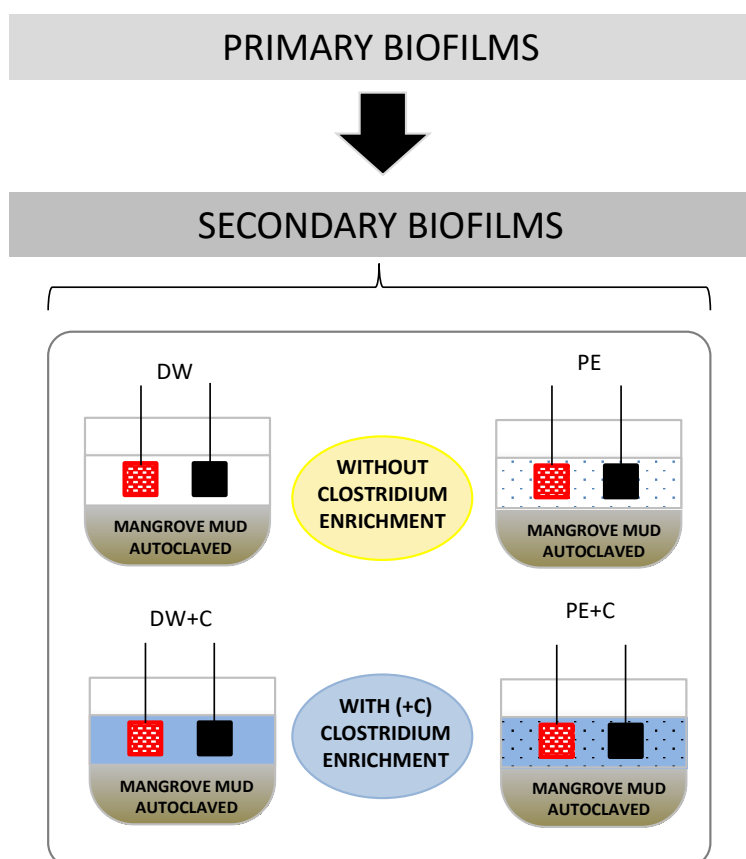 PRIMARY BIOFILMS
SECONDARY BIOFILMS
DW
PE
MANGROVE MUD
AUTOCLAVED
WITHOUT
CLOSTRIDIUM
ENRICHMENT
MANGROVE MUD
AUTOCLAVED
DW+C
PE+C
MANGROVE MUD
AUTOCLAVED
WITH (+C)
CLOSTRIDIUM
ENRICHMENT
MANGROVE MUD
AUTOCLAVED